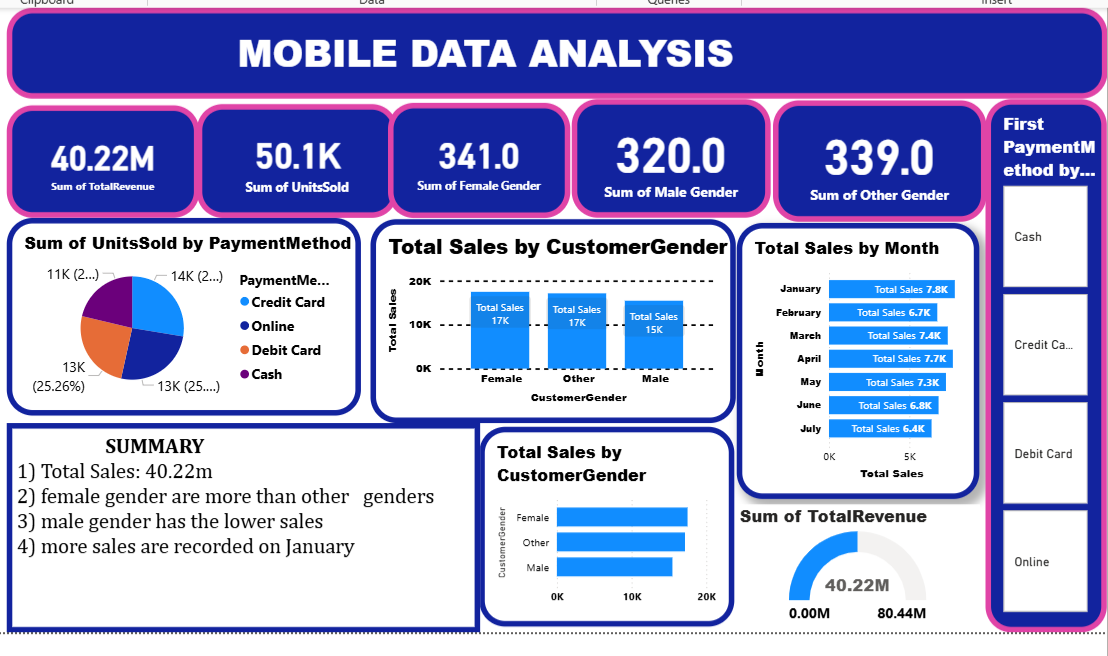 Clipboard
Data
Queries
Insert
MOBILE DATA ANALYSIS
40.22M
Sum of TotalRevenue
50.1K
Sum of UnitsSold
341.0
Sum of Female Gender
320.0
Sum of Male Gender
339.0
Sum of Other Gender
First
PaymentM
ethod by...
Cash
Credit Ca...
Debit Card
Online
Sum of UnitsSold by PaymentMethod
11K (2...)
14K (2...)
13K
(25.26%)
13K (25....)
PaymentMe...
Credit Card
Online
Debit Card
Cash
Total Sales by CustomerGender
Total Sales
20K
10K
0K
Total Sales
17K
Total Sales
17K
Total Sales
15K
Female
Other
Male
CustomerGender
Total Sales by Month
Month
January
Total Sales 7.8K
February
Total Sales 6.7K
March
Total Sales 7.4K
April
Total Sales 7.7K
May
Total Sales 7.3K
June
Total Sales 6.8K
July
Total Sales 6.4K
0K
5K
Total Sales
SUMMARY
1) Total Sales: 40.22m
2) female gender are more than other genders
3) male gender has the lower sales
4) more sales are recorded on January
Total Sales by
CustomerGender
CustomerGender
Female
Other
Male
0K
10K
20K
Sum of TotalRevenue
40.22M
0.00M
80.44M